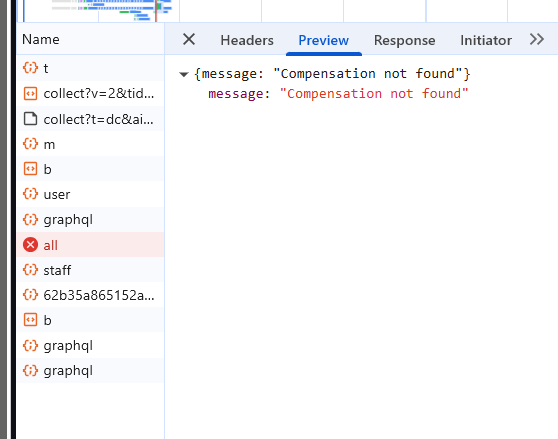 Name
Headers Preview Response Initiator
t
collect?v=2&tid...
collect?t=dc&ai...
m
b
user
graphql
all
staff
62b35a865152a...
b
graphql
graphql
{message: "Compensation not found"}
message: "Compensation not found"